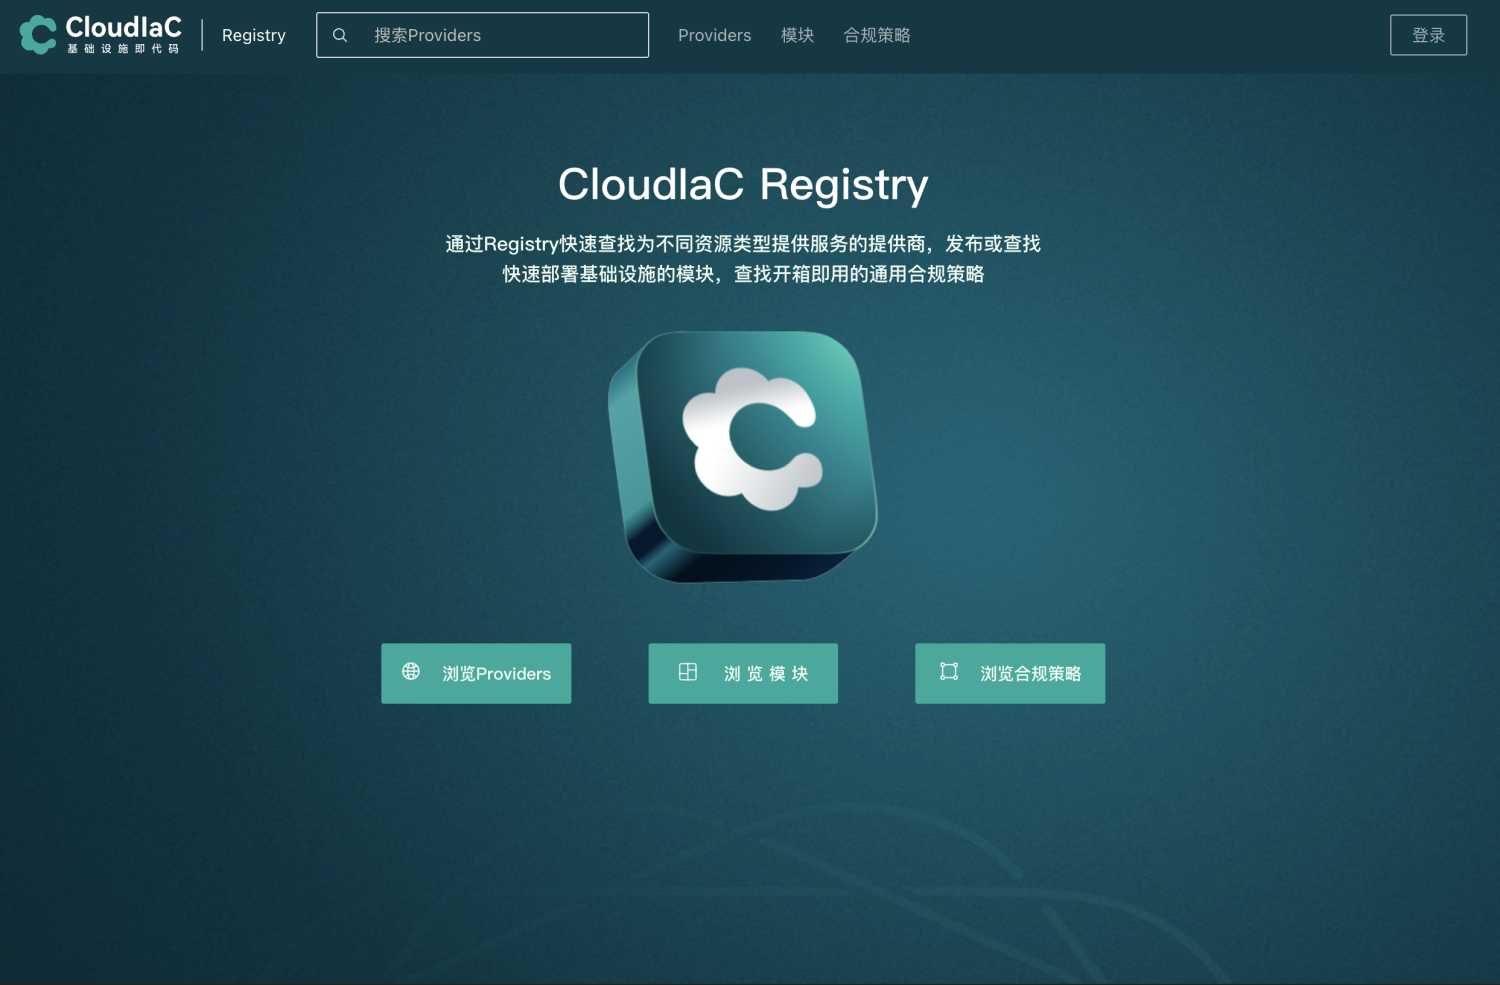 CloudIaC
基础设施即代码
Registry
搜索Providers
Providers
模块
合规策略
登录
CloudIaC Registry
通过Registry快速查找为不同资源类型提供服务的提供商，发布或查找
快速部署基础设施的模块，查找开箱即用的通用合规策略
浏览Providers
浏览模块
浏览合规策略